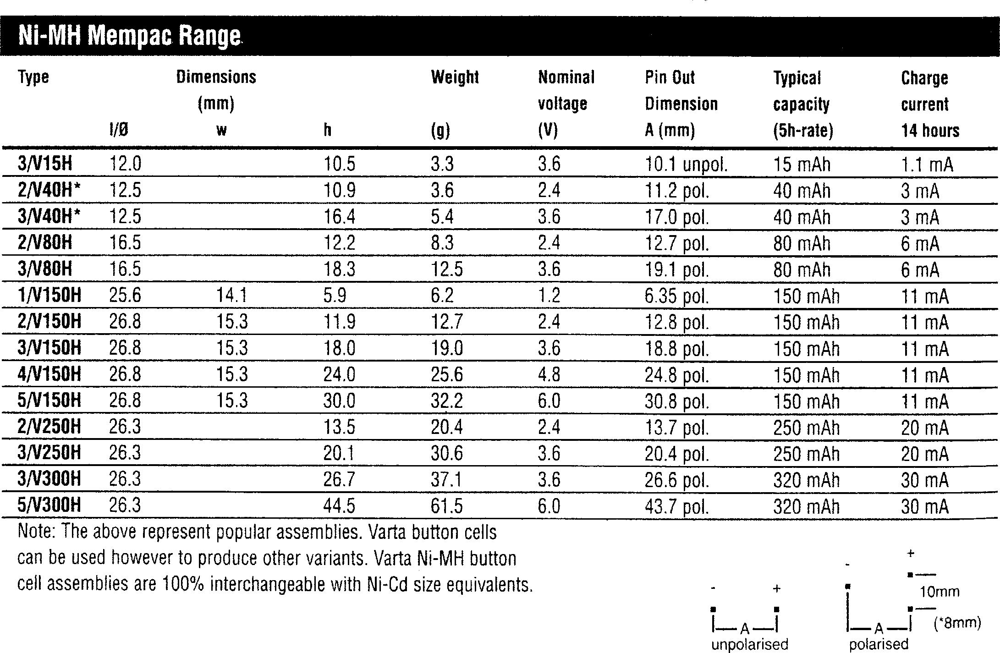 Ni-MH Mempac Range
Type Dimensions Weight Nominal Pin Out Typical Charge
(mm) voltage Dimension capacity current
l/Ø w h (g) (V) A (mm) (5h-rate) 14 hours
3/V15H 12.0 10.5 3.3 3.6 10.1 unpol. 15 mAh 1.1 mA
2/V40H* 12.5 10.9 3.6 2.4 11.2 pol. 40 mAh 3 mA
3/V40H* 12.5 16.4 5.4 3.6 17.0 pol. 40 mAh 3 mA
2/V80H 16.5 12.2 8.3 2.4 12.7 pol. 80 mAh 6 mA
3/V80H 16.5 18.3 12.5 3.6 19.1 pol. 80 mAh 6 mA
1/V150H 25.6 14.1 5.9 6.2 1.2 6.35 pol. 150 mAh 11 mA
2/V150H 26.8 15.3 11.9 12.7 2.4 12.8 pol. 150 mAh 11 mA
3/V150H 26.8 15.3 18.0 19.0 3.6 18.8 pol. 150 mAh 11 mA
4/V150H 26.8 15.3 24.0 25.6 4.8 24.8 pol. 150 mAh 11 mA
5/V150H 26.8 15.3 30.0 32.2 6.0 30.8 pol. 150 mAh 11 mA
2/V250H 26.3 13.5 20.4 2.4 13.7 pol. 250 mAh 20 mA
3/V250H 26.3 20.1 30.6 3.6 20.4 pol. 250 mAh 20 mA
3/V300H 26.3 26.7 37.1 3.6 26.6 pol. 320 mAh 30 mA
5/V300H 26.3 44.5 61.5 6.0 43.7 pol. 320 mAh 30 mA
Note: The above represent popular assemblies. Varta button cells
can be used however to produce other variants. Varta Ni-MH button
cell assemblies are 100% interchangeable with Ni-Cd size equivalents.
- +
A
unpolarised
- +
10mm
(*8mm)
A
polarised